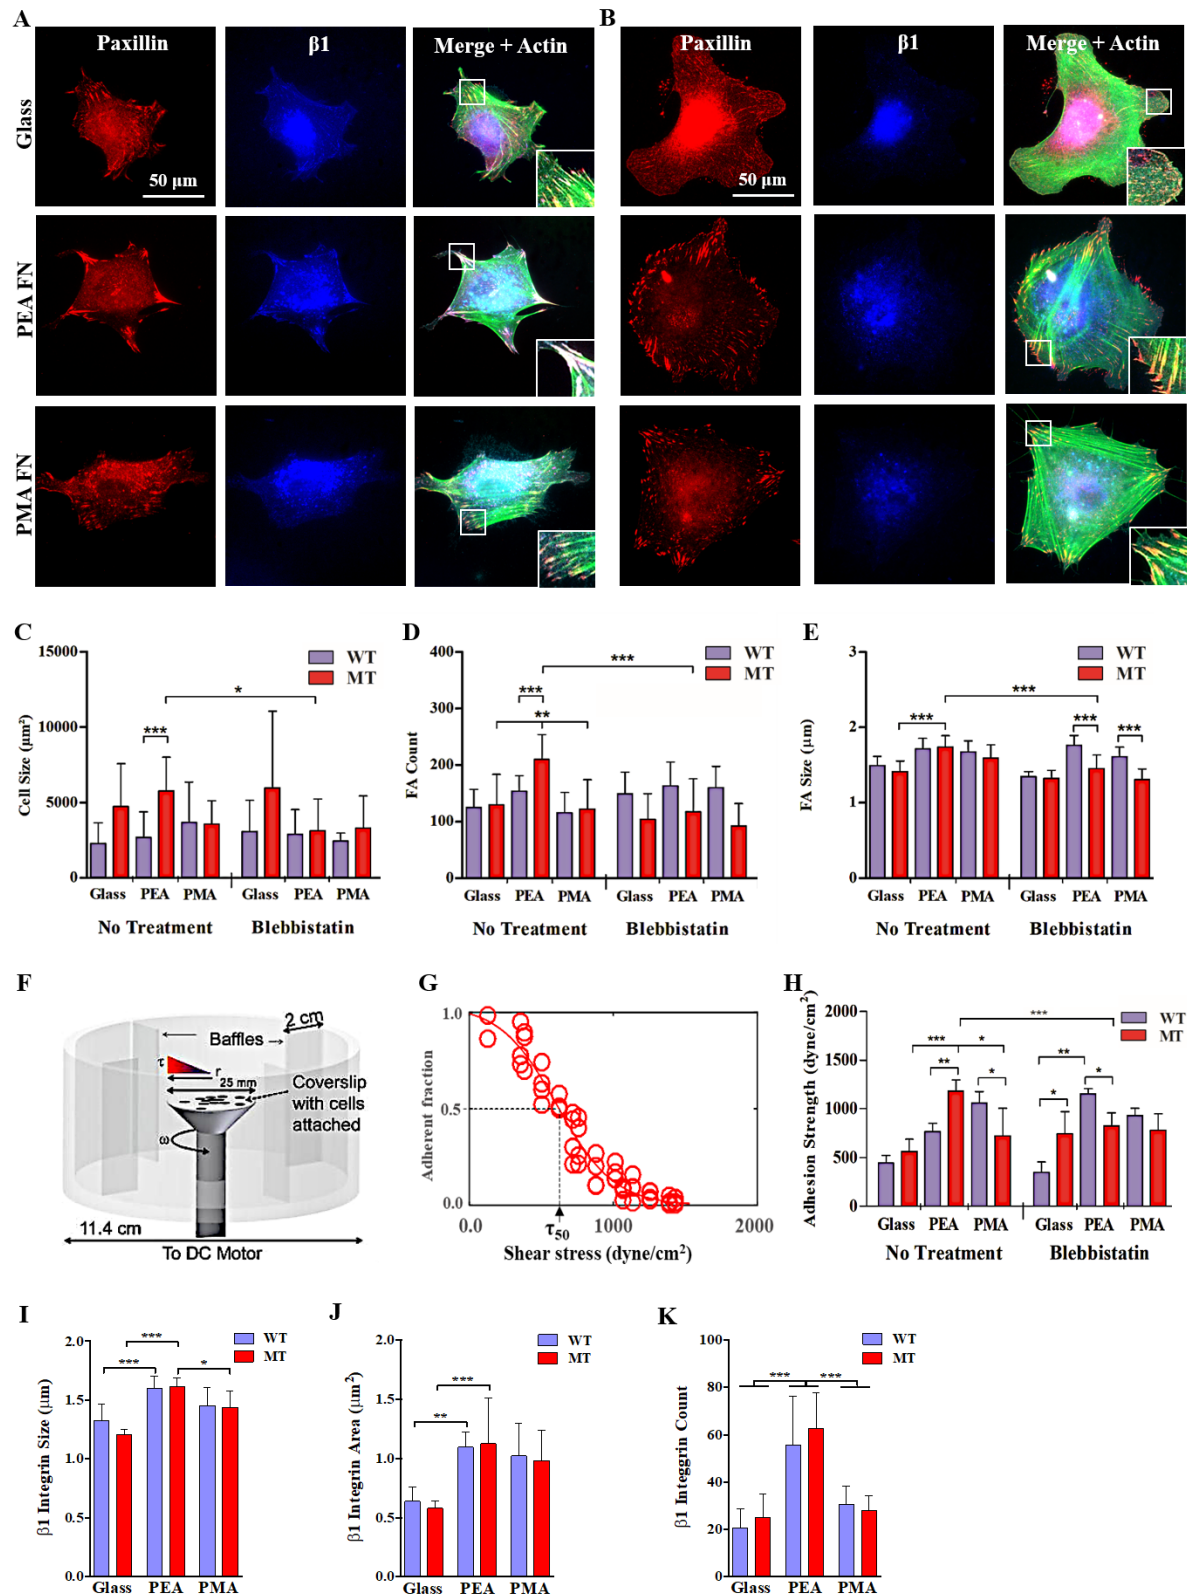 A
B
Paxillin β1 Merge + Actin
Paxillin β1 Merge + Actin
Glass
50 μm
50 μm
PEA FN
PMA FN
C
Cell Size (μm²)
15000
10000
5000
0
WT
MT
*
***
Glass PEA PMA Glass PEA PMA
No Treatment Blebbistatin
D
FA Count
400
300
200
100
0
WT
MT
***
***
**
Glass PEA PMA Glass PEA PMA
No Treatment Blebbistatin
E
FA Size (μm)
3
2
1
0
WT
MT
***
***
***
***
Glass PEA PMA Glass PEA PMA
No Treatment Blebbistatin
F
Baffles
2 cm
τ
r
25 mm
Coverslip
with cells
attached
ω
11.4 cm
To DC Motor
G
Adherent fraction
1.0
0.5
0.0
0.0 1000 2000
τ50
Shear stress (dyne/cm²)
H
Adhesion Strength (dyne/cm²)
2000
1500
1000
500
0
WT
MT
***
*** *
** *
** *
*
Glass PEA PMA Glass PEA PMA
No Treatment Blebbistatin
I
β1 Integrin Size (μm)
2.0
1.5
1.0
0.5
0.0
WT
MT
***
*** *
Glass PEA PMA
J
β1 Integrin Area (μm²)
2.0
1.5
1.0
0.5
0.0
WT
MT
***
**
Glass PEA PMA
K
β1 Integgrin Count
100
80
60
40
20
0
WT
MT
*** ***
Glass PEA PMA